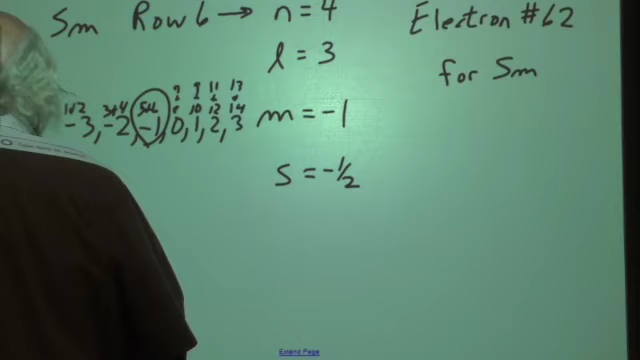 Sm Row 6 → n = 4
Electron #62
for Sm
l = 3
7 9 11 13
1+2 3+4 5+6 8 10 12 14
-3, -2, -1, 0, 1, 2, 3
m = -1
s = -1/2
Extend Page